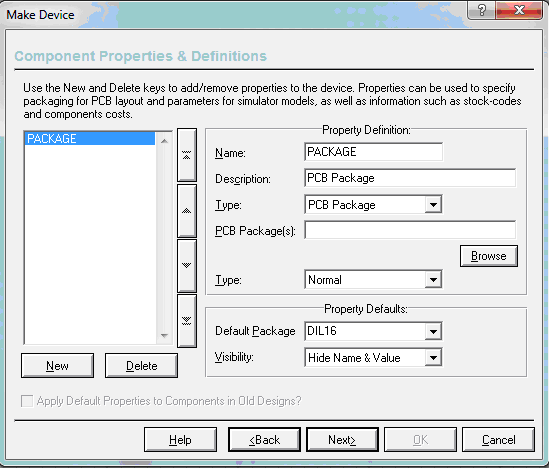 Make Device
?
Component Properties & Definitions
Use the New and Delete keys to add/remove properties to the device. Properties can be used to specify
packaging for PCB layout and parameters for simulator models, as well as information such as stock-codes
and components costs.
PACKAGE
Property Definition:
Name: PACKAGE
Description: PCB Package
Type: PCB Package
PCB Package(s):
Browse
Type: Normal
Property Defaults:
Default Package DIL16
Visibility: Hide Name & Value
New Delete
Apply Default Properties to Components in Old Designs?
Help <Back Next> OK Cancel